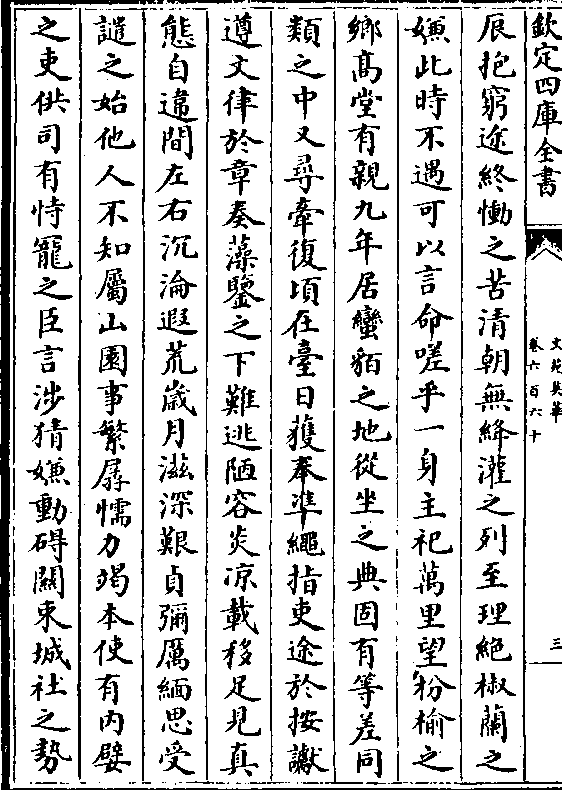 欽定四庫全書
文苑英華
卷六百六十
三
辰抱窮途終慟之苦清朝無絳灌之列至理絶椒蘭之
嫌此時不遇可以言命嗟乎一身主祀萬里望枌榆之
鄉髙堂有親九年居蠻貊之地從坐之典固有等差同
類之中又尋牽復頃在臺日獲奉準繩指吏途於按讞
遵文律於章奏藻鑒之下難逃陋容炎凉載移足見真
態自違間左右沉淪遐荒歳月滋深艱貞彌厲緬思受
譴之始他人不知屬山園事繁孱懦力竭本使有内嬖
之吏供司有恃寵之臣言涉猜嫌動碍關束城社之勢